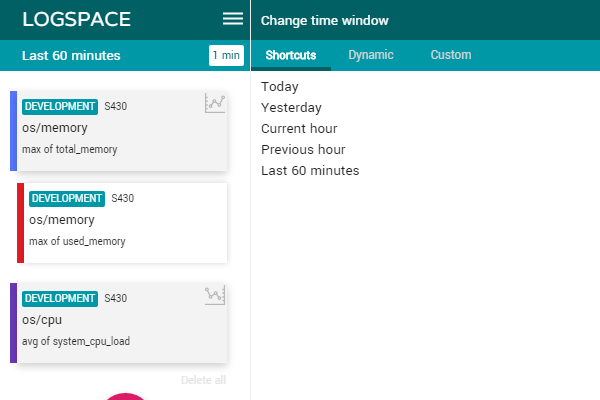 LOGSPACE
Last 60 minutes
1 min
DEVELOPMENT S430
os/memory
max of total_memory
DEVELOPMENT S430
os/memory
max of used_memory
DEVELOPMENT S430
os/cpu
avg of system_cpu_load
Delete all
Change time window
Shortcuts Dynamic Custom
Today
Yesterday
Current hour
Previous hour
Last 60 minutes